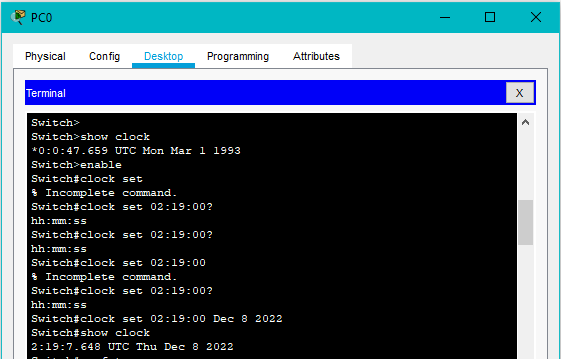 PC0
Physical Config Desktop Programming Attributes
Terminal X
Switch>
Switch>show clock
*0:0:47.659 UTC Mon Mar 1 1993
Switch>enable
Switch#clock set
% Incomplete command.
Switch#clock set 02:19:00?
hh:mm:ss
Switch#clock set 02:19:00?
hh:mm:ss
Switch#clock set 02:19:00
% Incomplete command.
Switch#clock set 02:19:00?
hh:mm:ss
Switch#clock set 02:19:00 Dec 8 2022
Switch#show clock
2:19:7.648 UTC Thu Dec 8 2022